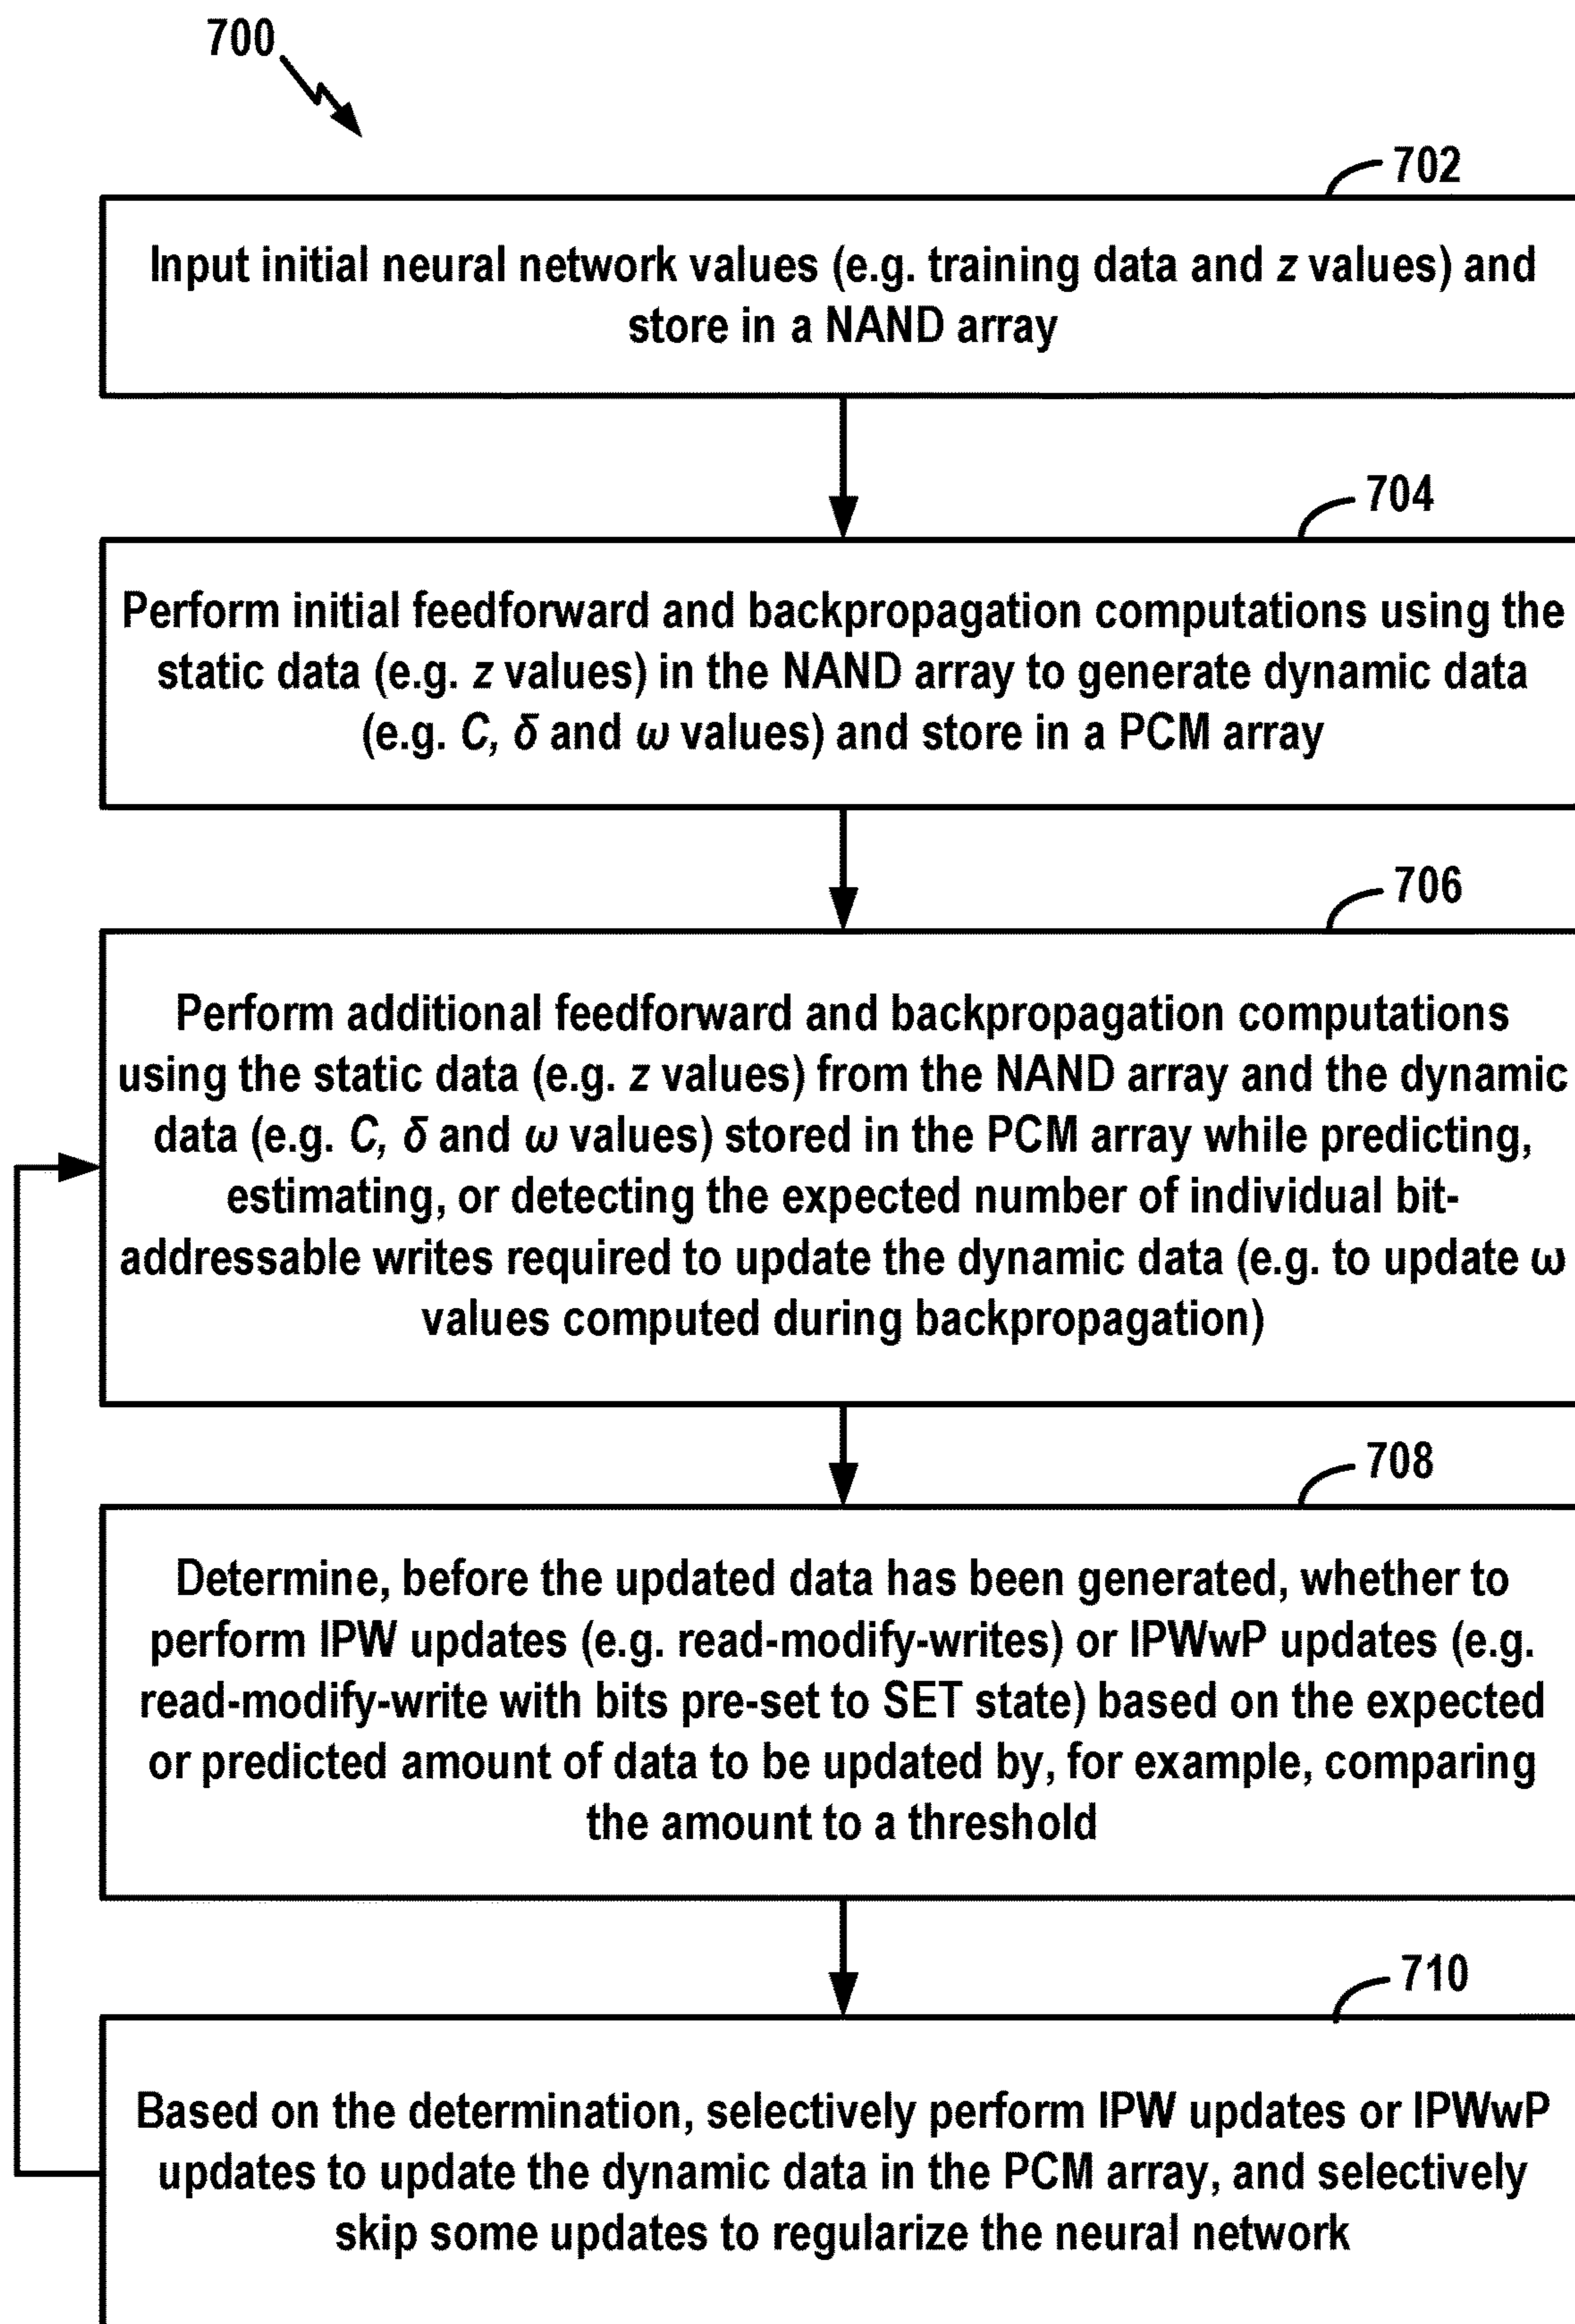 700
702
Input initial neural network values (e.g. training data and z values) and
store in a NAND array
704
Perform initial feedforward and backpropagation computations using the
static data (e.g. z values) in the NAND array to generate dynamic data
(e.g. C, δ and ω values) and store in a PCM array
706
Perform additional feedforward and backpropagation computations
using the static data (e.g. z values) from the NAND array and the dynamic
data (e.g. C, δ and ω values) stored in the PCM array while predicting,
estimating, or detecting the expected number of individual bit-
addressable writes required to update the dynamic data (e.g. to update ω
values computed during backpropagation)
708
Determine, before the updated data has been generated, whether to
perform IPW updates (e.g. read-modify-writes) or IPWwP updates (e.g.
read-modify-write with bits pre-set to SET state) based on the expected
or predicted amount of data to be updated by, for example, comparing
the amount to a threshold
710
Based on the determination, selectively perform IPW updates or IPWwP
updates to update the dynamic data in the PCM array, and selectively
skip some updates to regularize the neural network